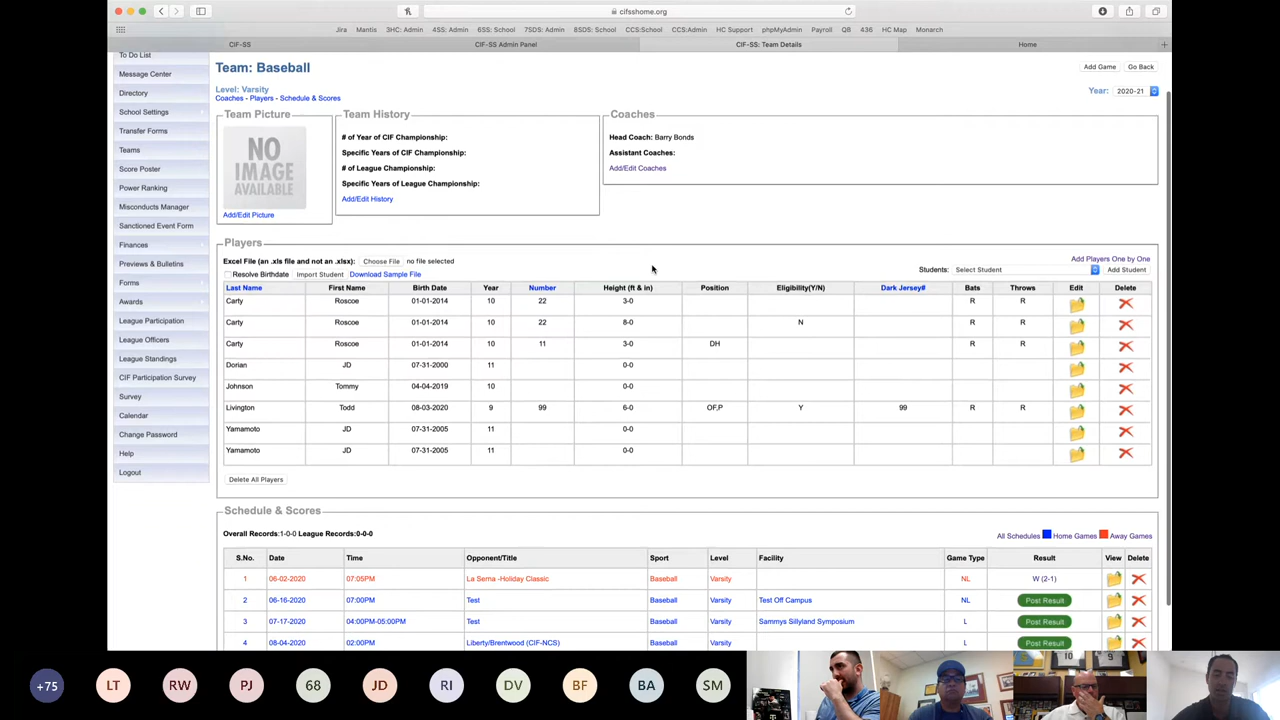 cifsshome.org
Jira Mantis 3HC: Admin 4SS: Admin 6SS: School 7SDS: Admin 8SDS: School CCS:School CCS:Admin HC Support phpMyAdmin Payroll QB 436 HC Map Monarch
CIF-SS CIF-SS Admin Panel CIF-SS: Team Details Home
To Do List
Message Center
Directory
School Settings
Transfer Forms
Teams
Score Poster
Power Ranking
Misconducts Manager
Sanctioned Event Form
Finances
Previews & Bulletins
Forms
Awards
League Participation
League Officers
League Standings
CIF Participation Survey
Survey
Calendar
Change Password
Help
Logout
Team: Baseball
Add Game Go Back
Level: Varsity
Year: 2020-21
Coaches - Players - Schedule & Scores
Team Picture
NO IMAGE AVAILABLE
Add/Edit Picture
Team History
# of Year of CIF Championship:
Specific Years of CIF Championship:
# of League Championship:
Specific Years of League Championship:
Add/Edit History
Coaches
Head Coach: Barry Bonds
Assistant Coaches:
Add/Edit Coaches
Players
Excel File (an .xls file and not an .xlsx): Choose File no file selected
Add Players One by One
Resolve Birthdate Import Student Download Sample File
Students: Select Student Add Student
Last Name First Name Birth Date Year Number Height (ft & in) Position Eligibility(Y/N) Dark Jersey# Bats Throws Edit Delete
Carty Roscoe 01-01-2014 10 22 3-0 R R
Carty Roscoe 01-01-2014 10 22 8-0 N R R
Carty Roscoe 01-01-2014 10 11 3-0 DH R R
Dorian JD 07-31-2000 11 0-0
Johnson Tommy 04-04-2019 10 0-0
Livington Todd 08-03-2020 9 99 6-0 OF,P Y 99 R R
Yamamoto JD 07-31-2005 11 0-0
Yamamoto JD 07-31-2005 11 0-0
Delete All Players
Schedule & Scores
Overall Records:1-0-0 League Records:0-0-0
All Schedules Home Games Away Games
S.No. Date Time Opponent/Title Sport Level Facility Game Type Result View Delete
1 06-02-2020 07:05PM La Serna -Holiday Classic Baseball Varsity NL W (2-1)
2 06-16-2020 07:00PM Test Baseball Varsity Test Off Campus NL Post Result
3 07-17-2020 04:00PM-05:00PM Test Baseball Varsity Sammys Sillyland Symposium L Post Result
4 08-04-2020 02:00PM Liberty/Brentwood (CIF-NCS) Baseball Varsity L Post Result
+75 LT RW PJ 68 JD RI DV BF BA SM
10 9